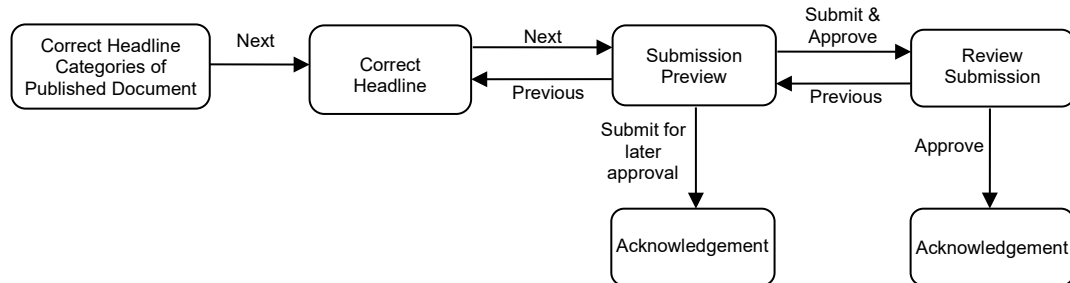 Correct Headline
Categories of
Published Document
Next
Correct
Headline
Next
Previous
Submission
Preview
Submit &
Approve
Previous
Review
Submission
Submit for
later
approval
Approve
Acknowledgement
Acknowledgement